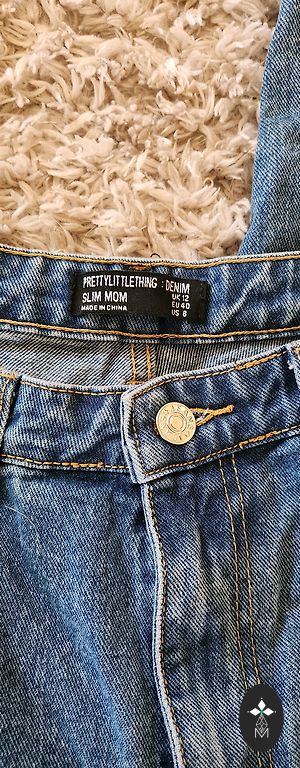 PRETTYLITTLETHING : DENIM
SLIM MOM UK 12
MADE IN CHINA EU 40
US 8